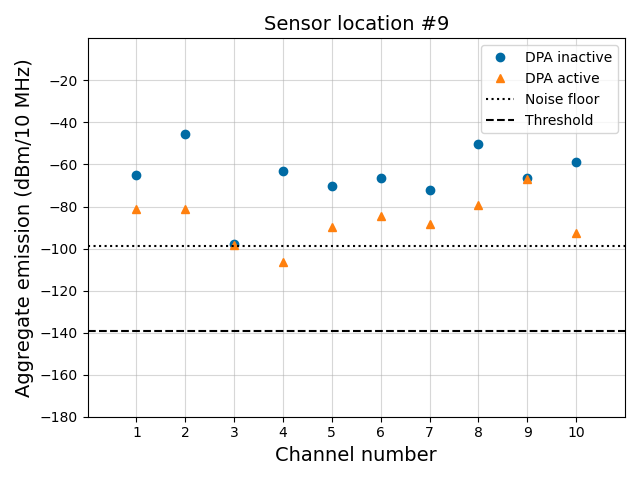 Sensor location #9
DPA inactive
DPA active
Noise floor
Threshold
Aggregate emission (dBm/10 MHz)
−20
−40
−60
−80
−100
−120
−140
−160
−180
1 2 3 4 5 6 7 8 9 10
Channel number